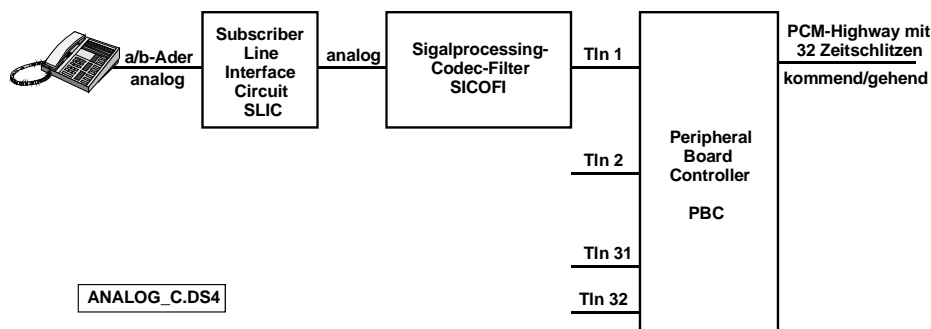 a/b-Ader
analog
Subscriber
Line
Interface
Circuit
SLIC
analog
Sigalprocessing-
Codec-Filter
SICOFI
Tln 1
Tln 2
Tln 31
Tln 32
Peripheral
Board
Controller
PBC
PCM-Highway mit
32 Zeitschlitzen
kommend/gehend
ANALOG_C.DS4